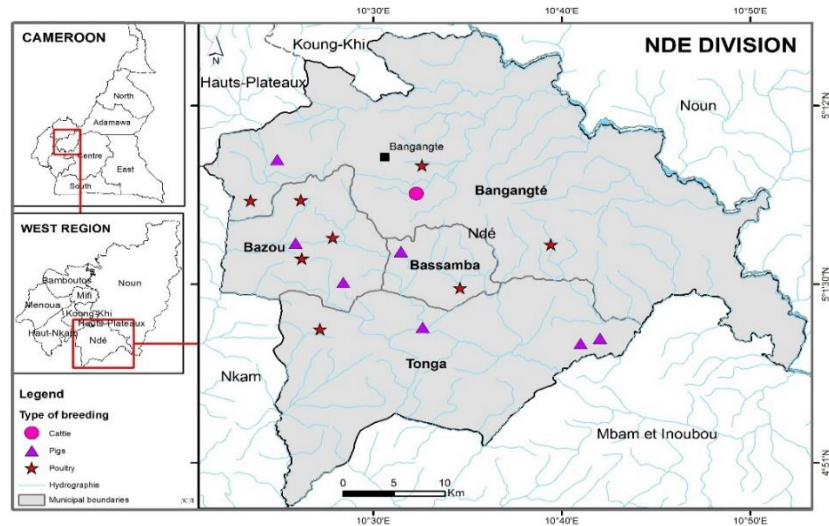 CAMEROON
North
Adamawa
Centre
East
South
WEST REGION
Noun
Bamboutos
Mifi
Menoua
Koung-Khi
Hauts-Plateaux
Haut-Nkam
Ndé
Legend
Type of breeding
Cattle
Pigs
Poultry
Hydrographie
Municipal boundaries
10°30'E
10°40'E
10°50'E
N
Koung-Khi
NDE DIVISION
Hauts-Plateaux
Noun
5°12'
Bangangte
Bangangté
Ndé
Bazou
Bassamba
5°1'30
Tonga
Nkam
Mbam et Inoubou
4°51'
0 5 10
Km
10°30'E
10°40'E
10°50'E